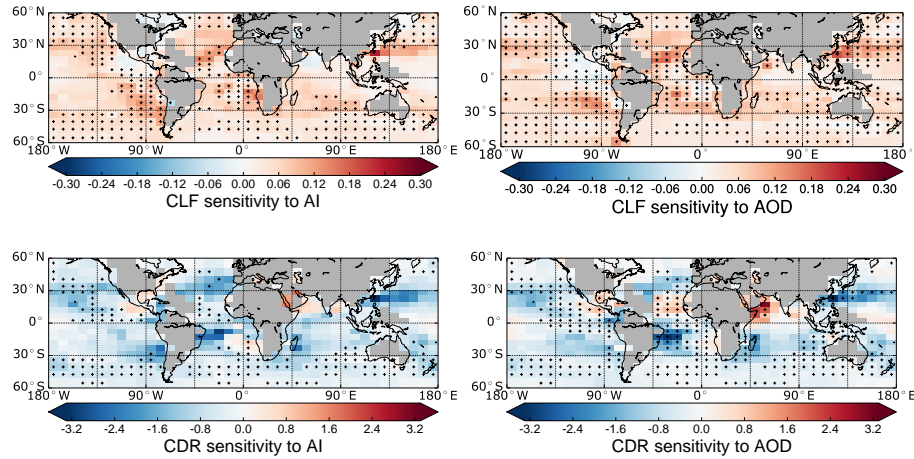 60°N
30°N
0°
30°S
60°S
180°W 90°W 0° 90°E 180°E
-0.30 -0.24 -0.18 -0.12 -0.06 0.00 0.06 0.12 0.18 0.24 0.30
CLF sensitivity to AI
60°N
30°N
0°
30°S
60°S
180°W 90°W 0° 90°E 180°
-0.30 -0.24 -0.18 -0.12 -0.06 0.00 0.06 0.12 0.18 0.24 0.30
CLF sensitivity to AOD
60°N
30°N
0°
30°S
60°S
180°W 90°W 0° 90°E 180°E
-3.2 -2.4 -1.6 -0.8 0.0 0.8 1.6 2.4 3.2
CDR sensitivity to AI
60°N
30°N
0°
30°S
60°S
180°W 90°W 0° 90°E 180°E
-3.2 -2.4 -1.6 -0.8 0.0 0.8 1.6 2.4 3.2
CDR sensitivity to AOD